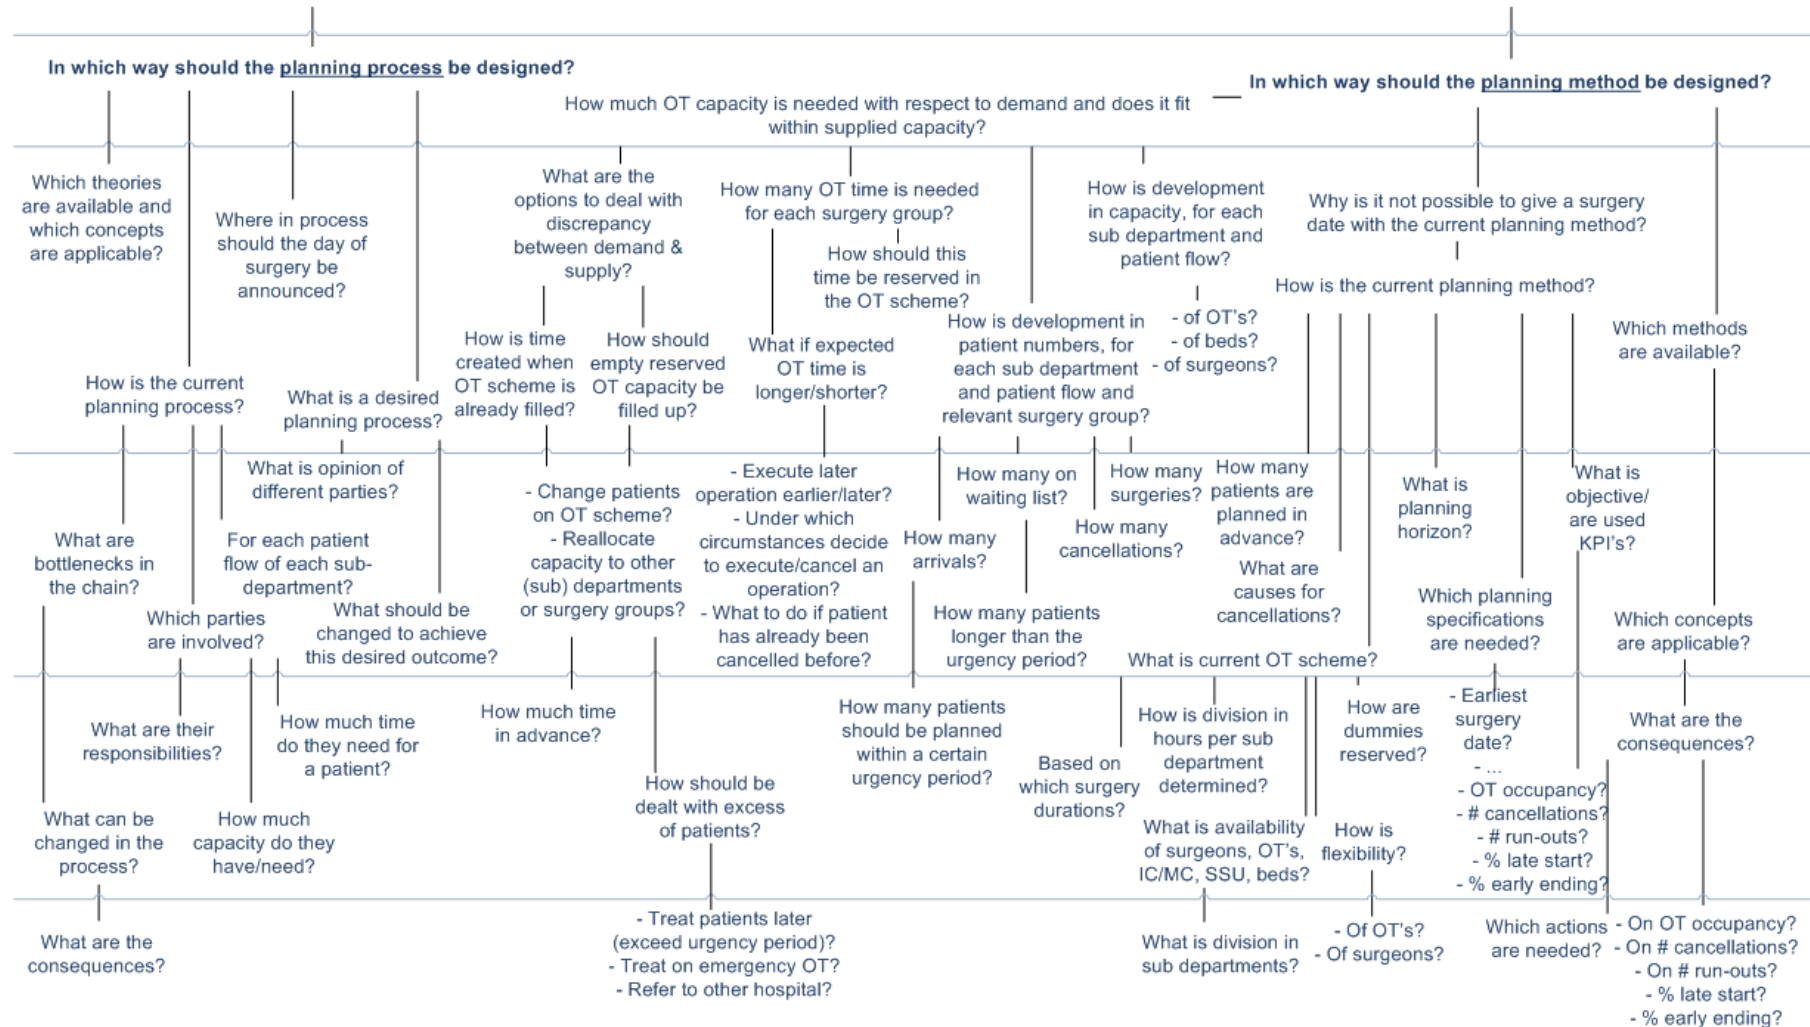 In which way should the planning process be designed?
In which way should the planning method be designed?
How much OT capacity is needed with respect to demand and does it fit
within supplied capacity?
Which theories
are available and
which concepts
are applicable?
Where in process
should the day of
surgery be
announced?
What are the
options to deal with
discrepancy
between demand &
supply?
How many OT time is needed
for each surgery group?
How should this
time be reserved in
the OT scheme?
How is development
in capacity, for each
sub department and
patient flow?
- of OT's?
- of beds?
- of surgeons?
Why is it not possible to give a surgery
date with the current planning method?
How is the current planning method?
Which methods
are available?
How is the current
planning process?
What is a desired
planning process?
How is time
created when
OT scheme is
already filled?
How should
empty reserved
OT capacity be
filled up?
What if expected
OT time is
longer/shorter?
How is development in
patient numbers, for
each sub department
and patient flow and
relevant surgery group?
What is opinion of
different parties?
What are
bottlenecks in
the chain?
For each patient
flow of each sub-
department?
Which parties
are involved?
What should be
changed to achieve
this desired outcome?
- Change patients
on OT scheme?
- Reallocate
capacity to other
(sub) departments
or surgery groups?
- Execute later
operation earlier/later?
- Under which
circumstances decide
to execute/cancel an
operation?
- What to do if patient
has already been
cancelled before?
How many
arrivals?
How many on
waiting list?
How many patients
longer than the
urgency period?
How many
cancellations?
How many
surgeries?
How many
patients are
planned in
advance?
What are
causes for
cancellations?
What is current OT scheme?
What is
planning
horizon?
Which planning
specifications
are needed?
What is
objective/
are used
KPI's?
Which concepts
are applicable?
What are their
responsibilities?
How much time
do they need for
a patient?
How much time
in advance?
How many patients
should be planned
within a certain
urgency period?
Based on
which surgery
durations?
How is division in
hours per sub
department
determined?
How are
dummies
reserved?
- Earliest
surgery
date?
- ...
What are the
consequences?
What can be
changed in the
process?
How much
capacity do they
have/need?
How should be
dealt with excess
of patients?
What is availability
of surgeons, OT's,
IC/MC, SSU, beds?
How is
flexibility?
- OT occupancy?
- # cancellations?
- # run-outs?
- % late start?
- % early ending?
What are the
consequences?
- Treat patients later
(exceed urgency period)?
- Treat on emergency OT?
- Refer to other hospital?
What is division in
sub departments?
- Of OT's?
- Of surgeons?
Which actions
are needed?
- On OT occupancy?
- On # cancellations?
- On # run-outs?
- % late start?
- % early ending?